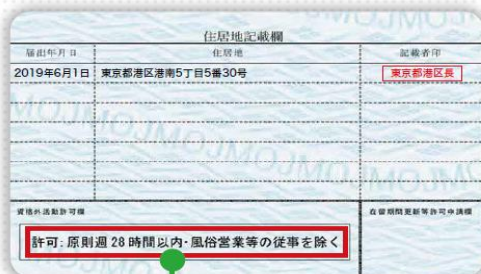 住居地記載欄
届出年月日 住居地 記載者印
2019年6月1日 東京都港区港南5丁目5番30号 東京都港区長
MOJMOJMOJMOJMOJ
資格外活動許可欄 在留期間更新等許可申請欄
許可:原則週28時間以内・風俗営業等の従事を除く